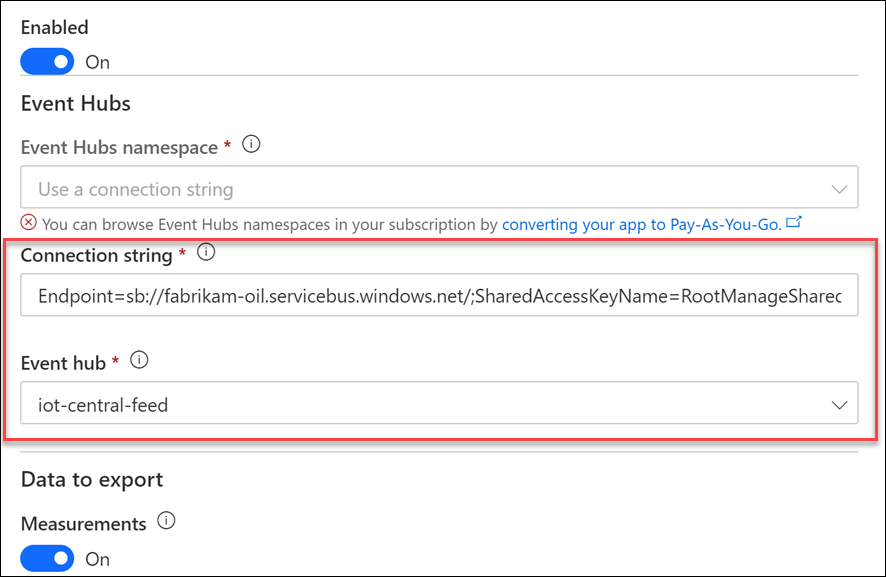 Enabled
On
Event Hubs
Event Hubs namespace *
Use a connection string
You can browse Event Hubs namespaces in your subscription by converting your app to Pay-As-You-Go.
Connection string *
Endpoint=sb://fabrikam-oil.servicebus.windows.net/;SharedAccessKeyName=RootManageShared
Event hub *
iot-central-feed
Data to export
Measurements
On